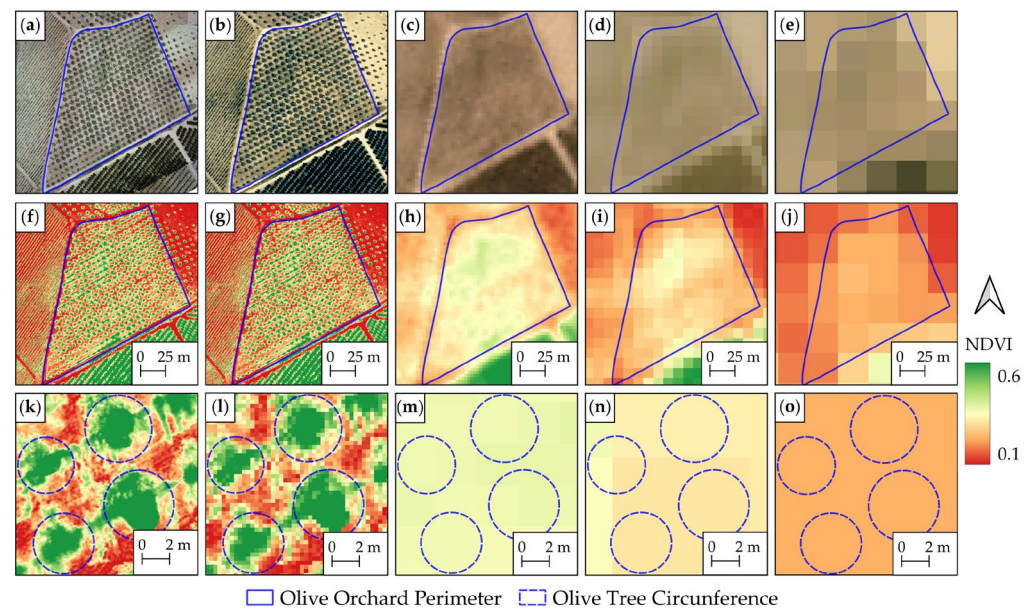 (a) (b) (c) (d) (e)
(f) (g) (h) (i) (j)
0 25 m 0 25 m 0 25 m 0 25 m 0 25 m
NDVI
0.6
0.1
(k) (l) (m) (n) (o)
0 2 m 0 2 m 0 2 m 0 2 m 0 2 m
Olive Orchard Perimeter Olive Tree Circunference